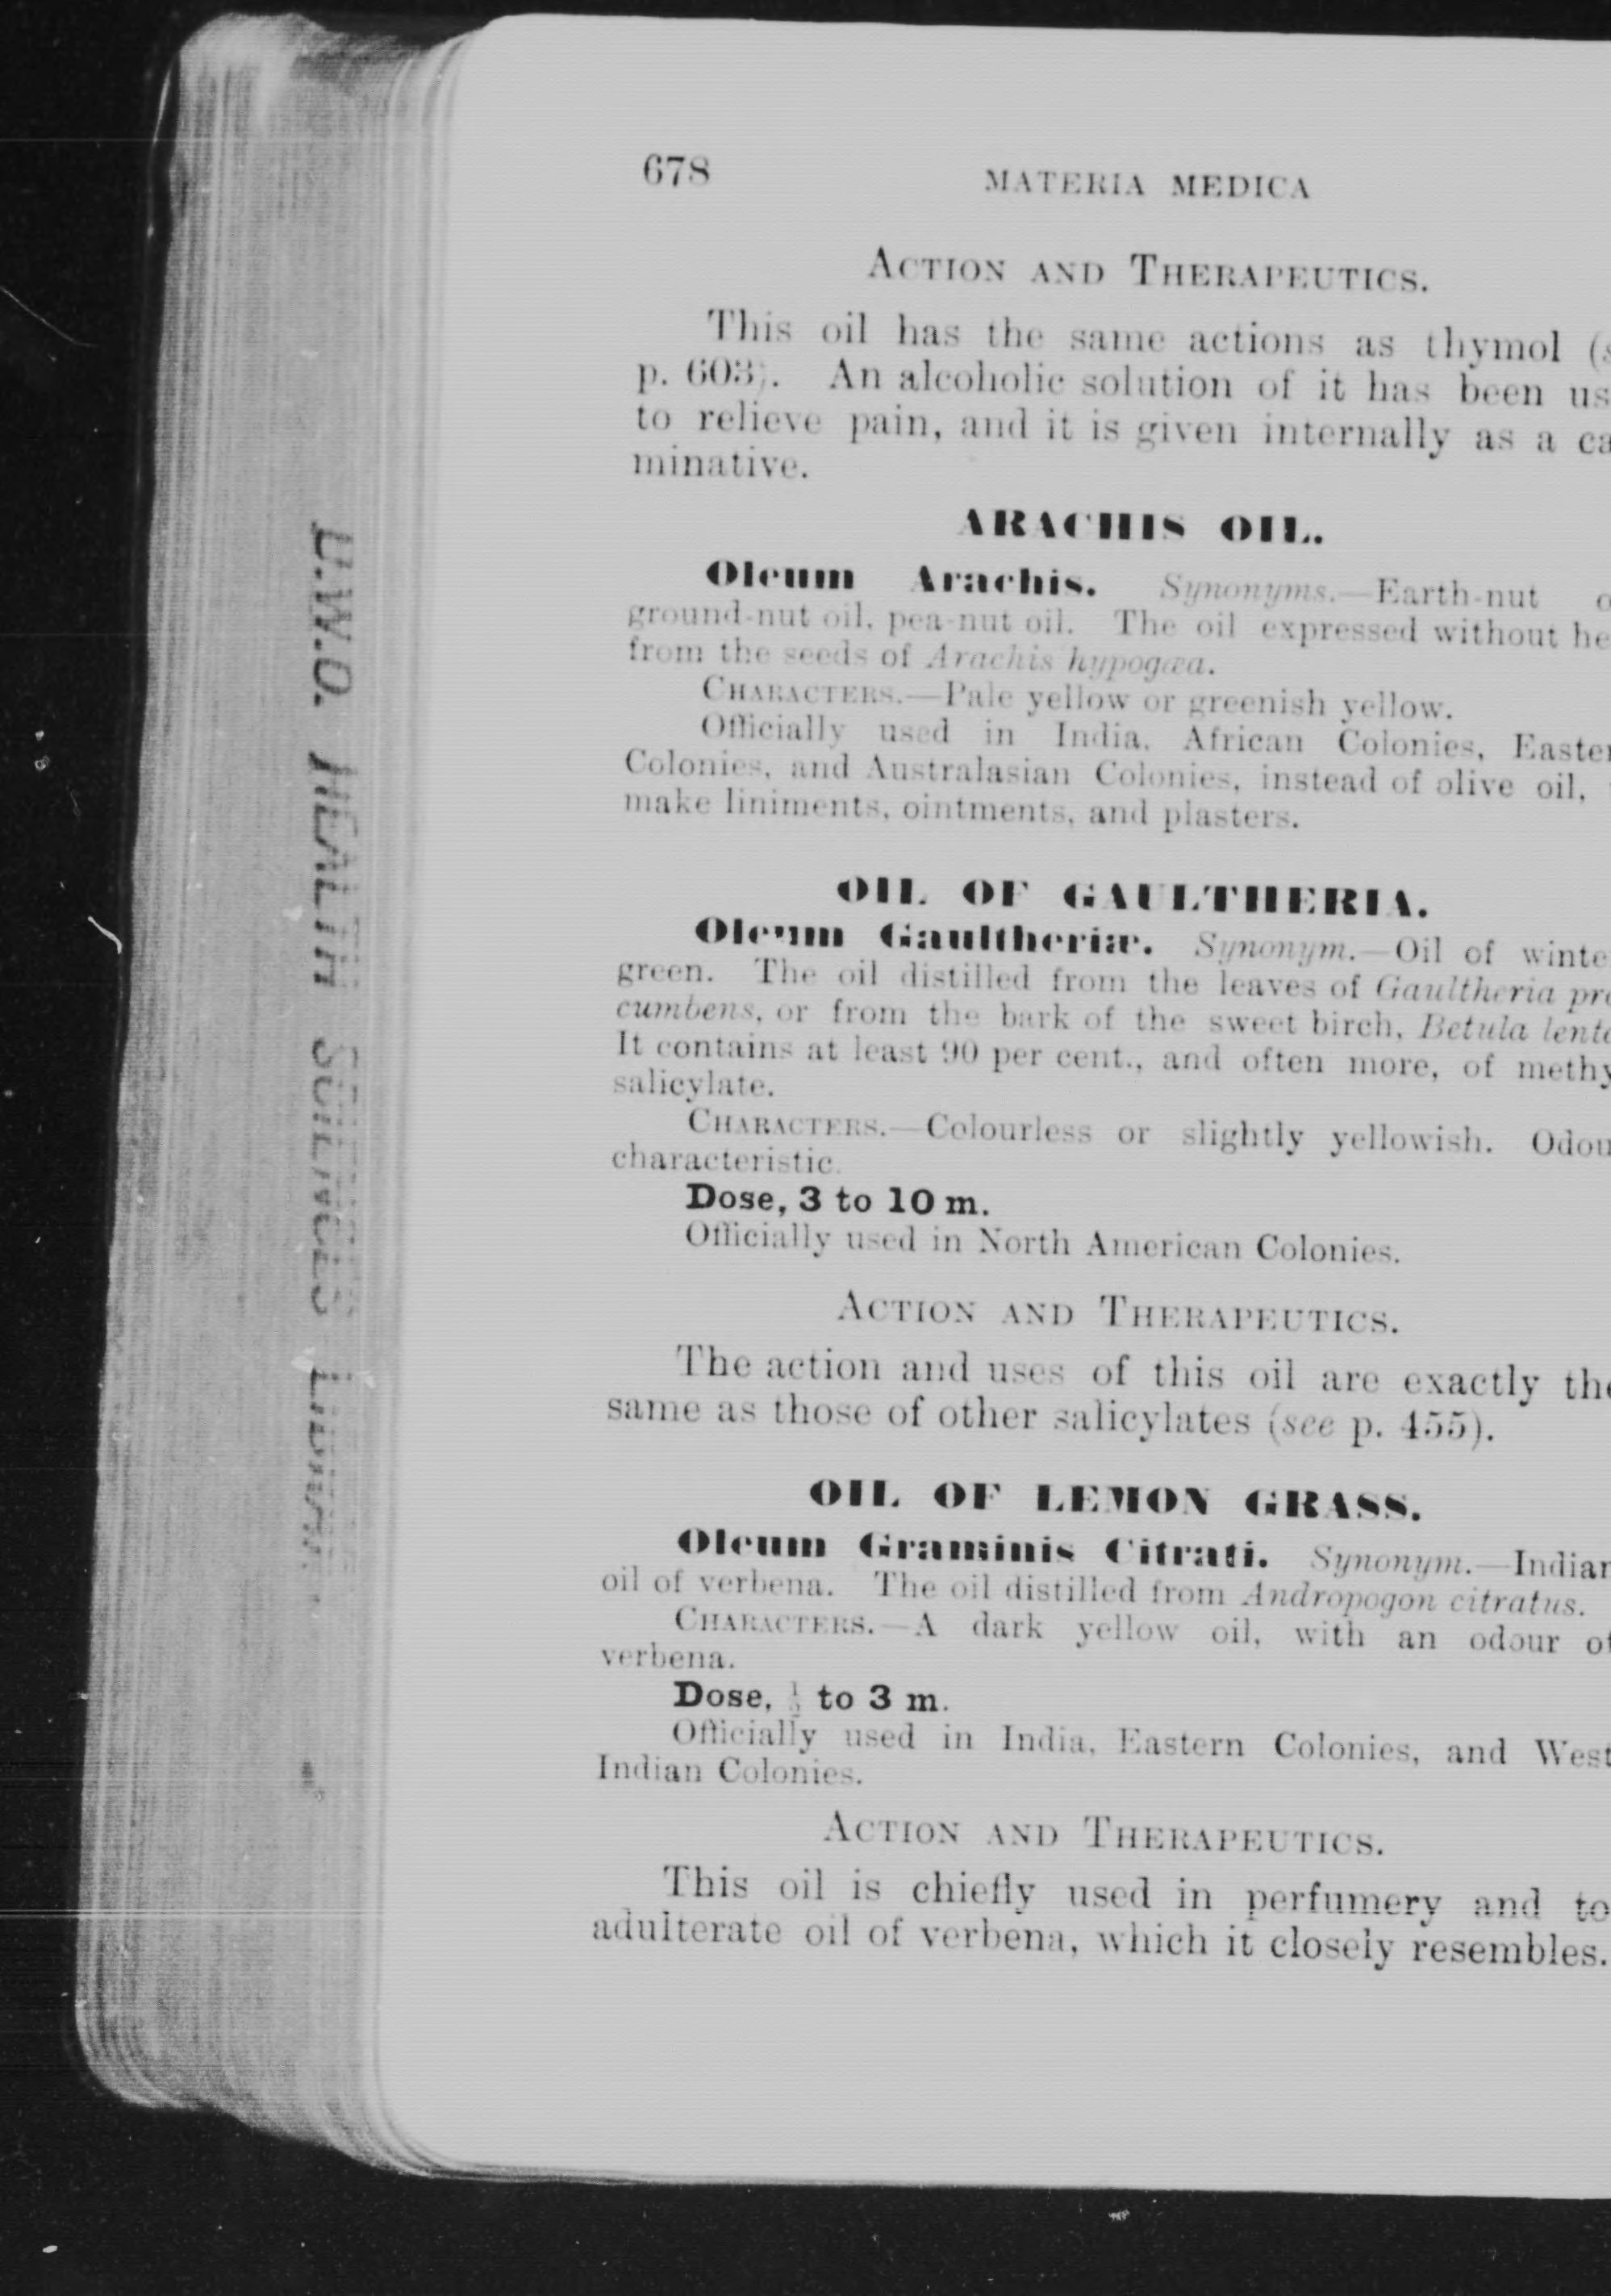 U.W.O. HEALTH SCIENCES LIBRARY
678
MATERIA MEDICA
ACTION AND THERAPEUTICS.
This oil has the same actions as thymol (
p. 603). An alcoholic solution of it has been us
to relieve pain, and it is given internally as a ca
minative.
ARACHIS OIL.
Oleum Arachis. Synonyms.—Earth-nut o
ground-nut oil, pea-nut oil. The oil expressed without he
from the seeds of Arachis hypogæa.
CHARACTERS.—Pale yellow or greenish yellow.
Officially used in India, African Colonies, Easter
Colonies, and Australasian Colonies, instead of olive oil,
make liniments, ointments, and plasters.
OIL OF GAULTHERIA.
Oleum Gaultheriæ. Synonym.—Oil of winte
green. The oil distilled from the leaves of Gaultheria pro
cumbens, or from the bark of the sweet birch, Betula lenta
It contains at least 90 per cent., and often more, of methy
salicylate.
CHARACTERS.—Colourless or slightly yellowish. Odou
characteristic.
Dose, 3 to 10 m.
Officially used in North American Colonies.
ACTION AND THERAPEUTICS.
The action and uses of this oil are exactly the
same as those of other salicylates (see p. 455).
OIL OF LEMON GRASS.
Oleum Graminis Citrati. Synonym.—Indian
oil of verbena. The oil distilled from Andropogon citratus.
CHARACTERS.—A dark yellow oil, with an odour of
verbena.
Dose, to 3 m.
Officially used in India, Eastern Colonies, and West
Indian Colonies.
ACTION AND THERAPEUTICS.
This oil is chiefly used in perfumery and to
adulterate oil of verbena, which it closely resembles.